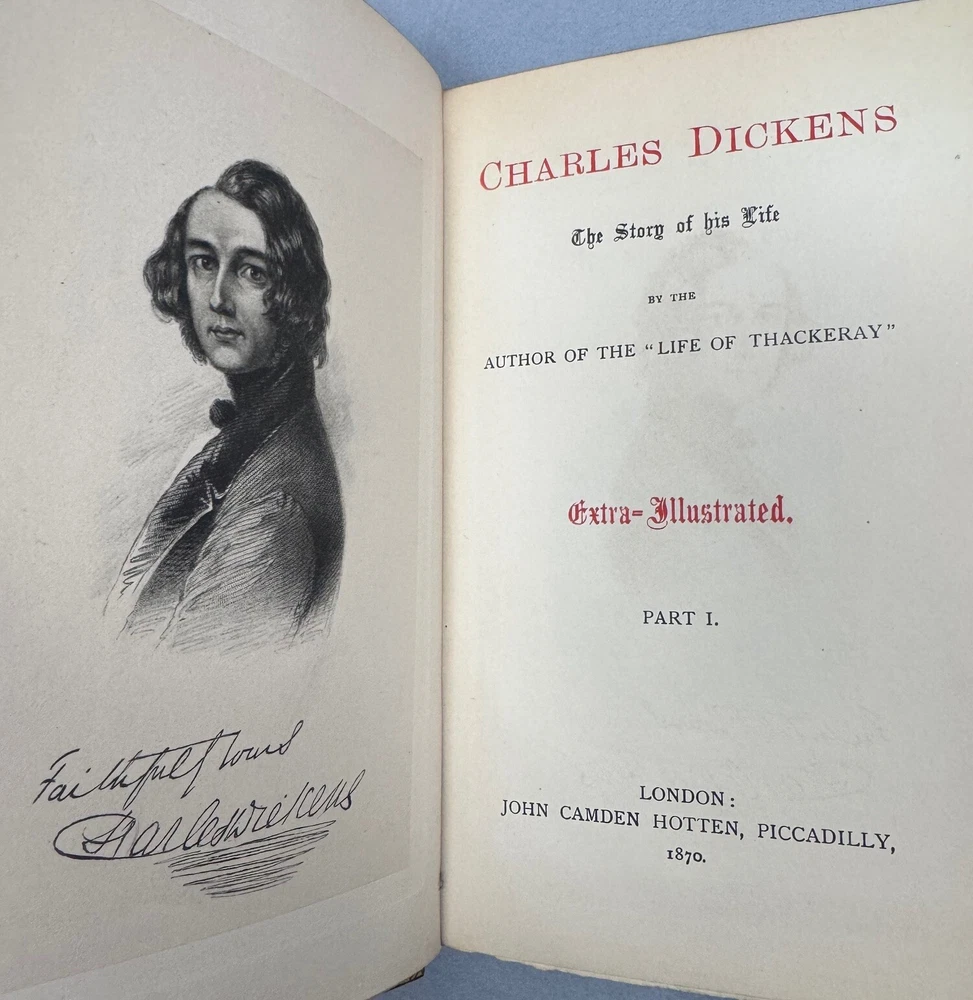 Faithfully Yours
Charles Dickens
CHARLES DICKENS
The Story of his Life
BY THE
AUTHOR OF THE "LIFE OF THACKERAY"
Extra-Illustrated.
PART I.
LONDON:
JOHN CAMDEN HOTTEN, PICCADILLY,
1870.